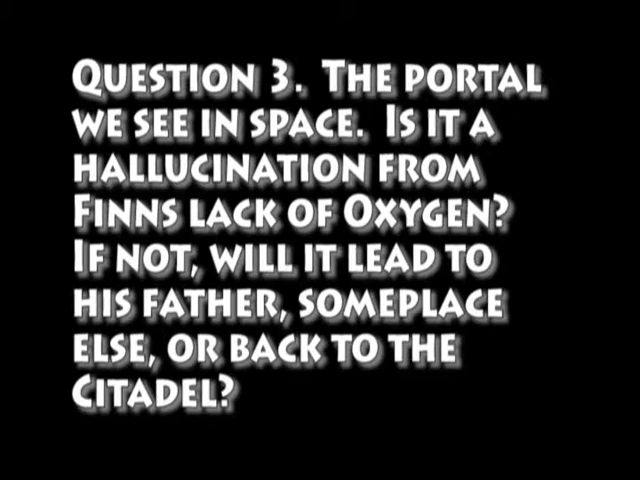 Question 3.  The portal
we see in space.  Is it a
hallucination from
Finns lack of Oxygen?
If not, will it lead to
his father, someplace
else, or back to the
Citadel?